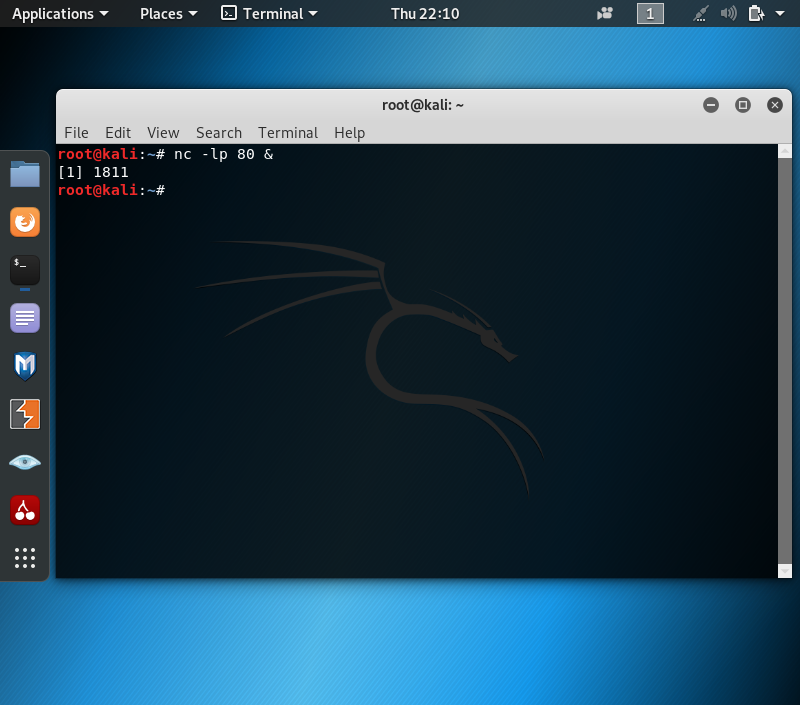 Applications Places Terminal Thu 22:10 1
root@kali: ~
File Edit View Search Terminal Help
root@kali:~# nc -lp 80 &
[1] 1811
root@kali:~#
$_